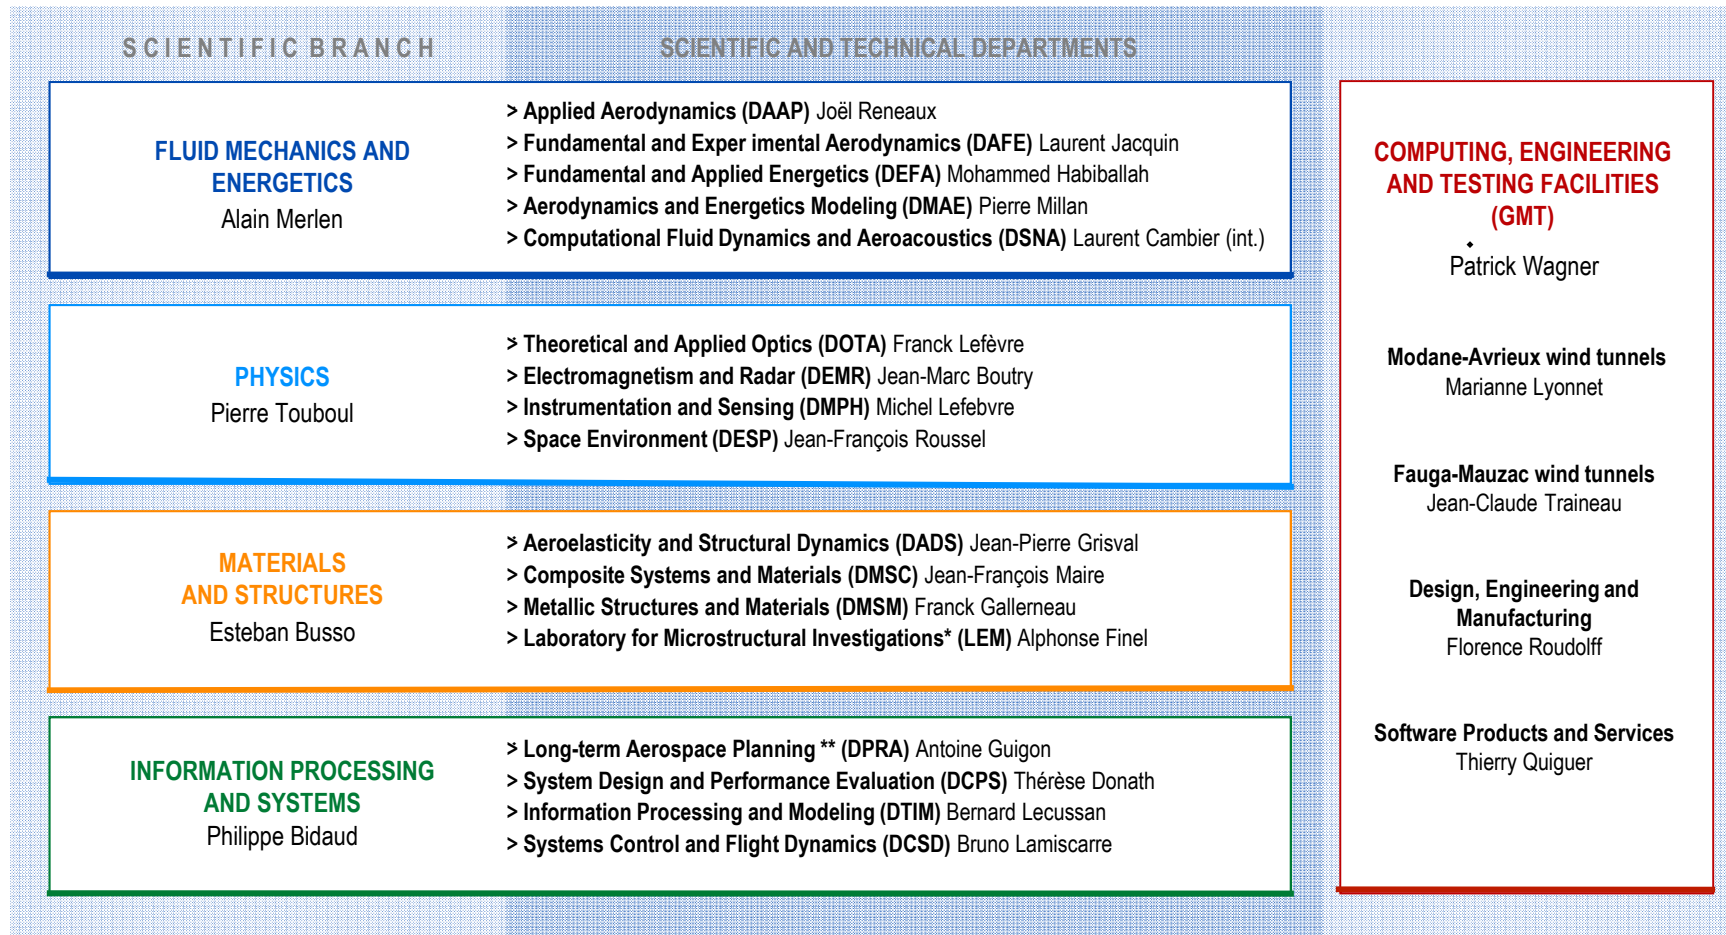 SCIENTIFIC BRANCH
SCIENTIFIC AND TECHNICAL DEPARTMENTS
FLUID MECHANICS AND
ENERGETICS
Alain Merlen
> Applied Aerodynamics (DAAP) Joël Reneaux
> Fundamental and Exper imental Aerodynamics (DAFE) Laurent Jacquin
> Fundamental and Applied Energetics (DEFA) Mohammed Habiballah
> Aerodynamics and Energetics Modeling (DMAE) Pierre Millan
> Computational Fluid Dynamics and Aeroacoustics (DSNA) Laurent Cambier (int.)
PHYSICS
Pierre Touboul
> Theoretical and Applied Optics (DOTA) Franck Lefèvre
> Electromagnetism and Radar (DEMR) Jean-Marc Boutry
> Instrumentation and Sensing (DMPH) Michel Lefebvre
> Space Environment (DESP) Jean-François Roussel
MATERIALS
AND STRUCTURES
Esteban Busso
> Aeroelasticity and Structural Dynamics (DADS) Jean-Pierre Grisval
> Composite Systems and Materials (DMSC) Jean-François Maire
> Metallic Structures and Materials (DMSM) Franck Gallerneau
> Laboratory for Microstructural Investigations* (LEM) Alphonse Finel
INFORMATION PROCESSING
AND SYSTEMS
Philippe Bidaud
> Long-term Aerospace Planning ** (DPRA) Antoine Guigon
> System Design and Performance Evaluation (DCPS) Thérèse Donath
> Information Processing and Modeling (DTIM) Bernard Lecussan
> Systems Control and Flight Dynamics (DCSD) Bruno Lamiscarre
COMPUTING, ENGINEERING
AND TESTING FACILITIES
(GMT)
Patrick Wagner
Modane-Avrieux wind tunnels
Marianne Lyonnet
Fauga-Mauzac wind tunnels
Jean-Claude Traineau
Design, Engineering and
Manufacturing
Florence Roudolff
Software Products and Services
Thierry Quiguer